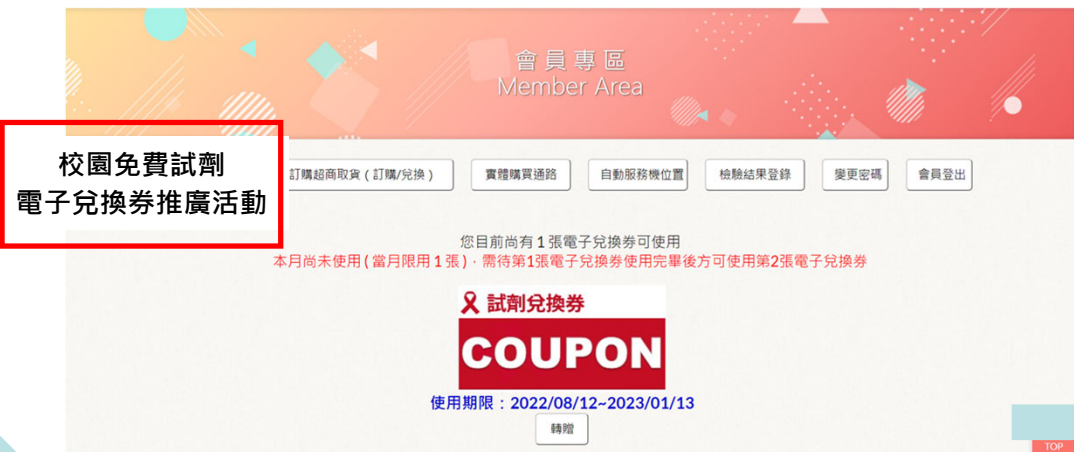 會員專區
Member Area
校園免費試劑
電子兌換券推廣活動
訂購超商取貨(訂購/兌換)
實體購買通路
自動服務機位置
檢驗結果登錄
變更密碼
會員登出
您目前尚有1張電子兌換券可使用
本月尚未使用(當月限用1張)，需待第1張電子兌換券使用完畢後方可使用第2張電子兌換券
試劑兌換券
COUPON
使用期限：2022/08/12~2023/01/13
轉贈
TOP